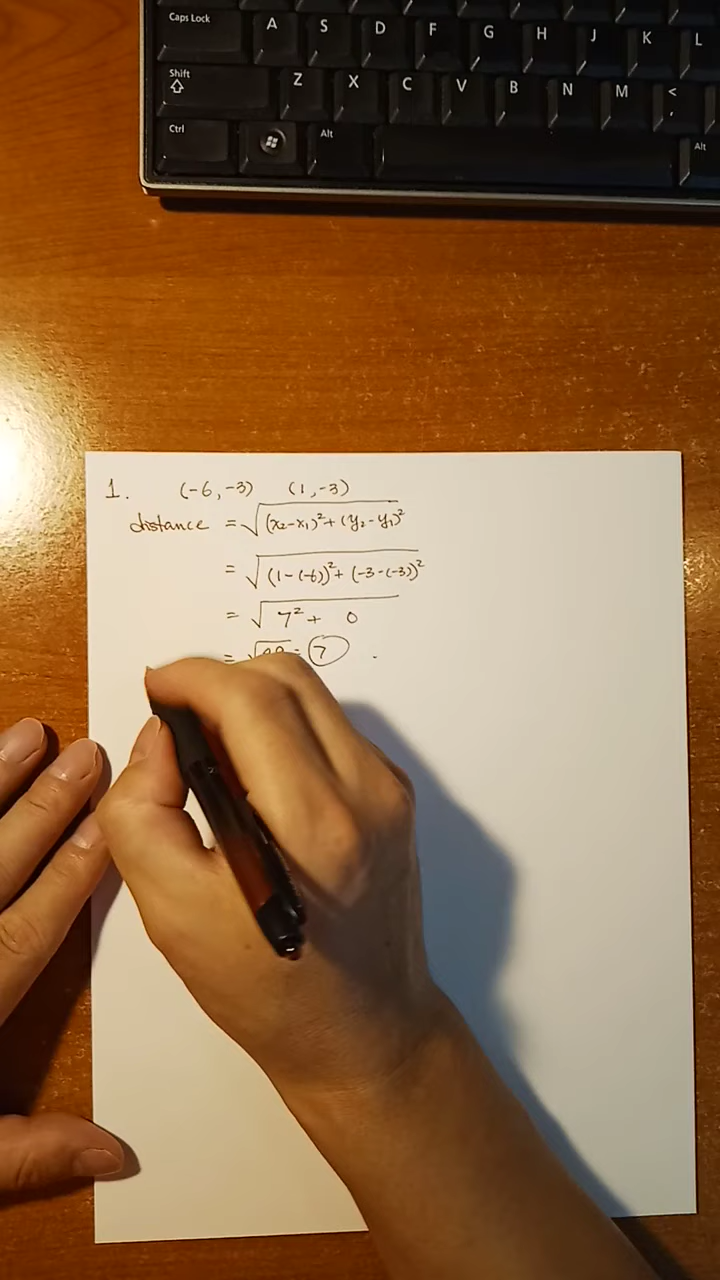 Caps Lock A S D F G H J K L
Shift Z X C V B N M < ,
Ctrl Alt Alt
1. (-6,-3) (1,-3)
distance = √(x₂-x₁)²+(y₂-y₁)²
= √(1-(-6))²+(-3-(-3))²
= √7²+ 0
= √ = 7